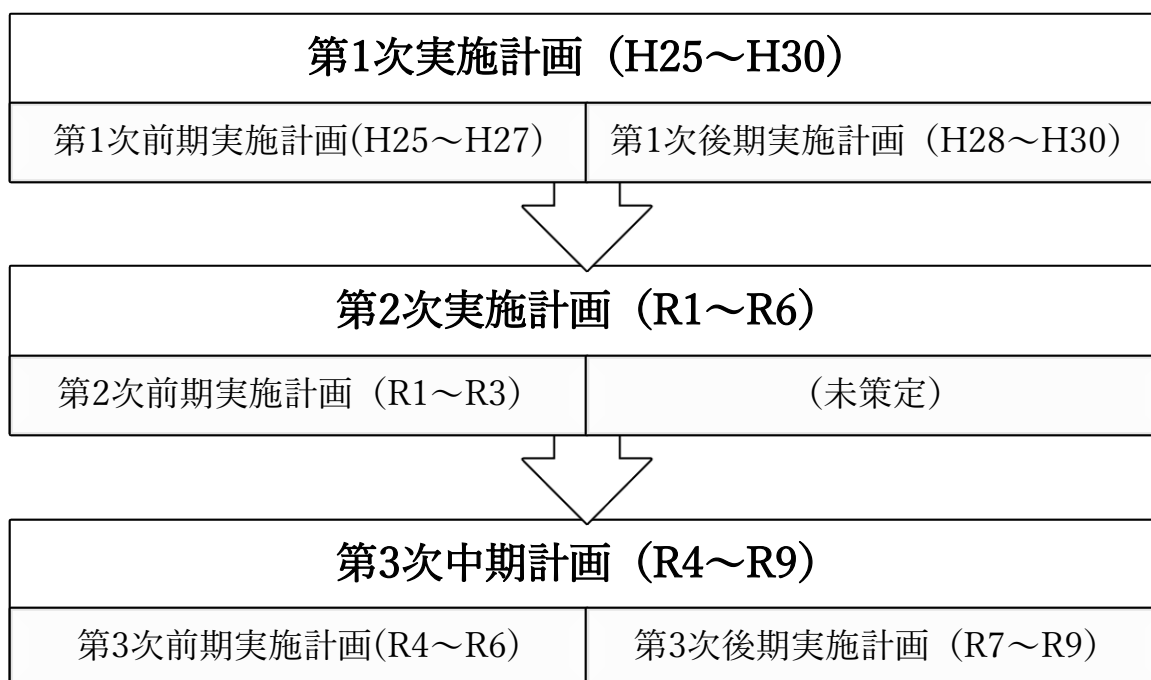 第1次実施計画（H25～H30）
第1次前期実施計画(H25～H27)
第1次後期実施計画（H28～H30）
第2次実施計画（R1～R6）
第2次前期実施計画（R1～R3）
（未策定）
第3次中期計画（R4～R9）
第3次前期実施計画(R4～R6)
第3次後期実施計画（R7～R9）